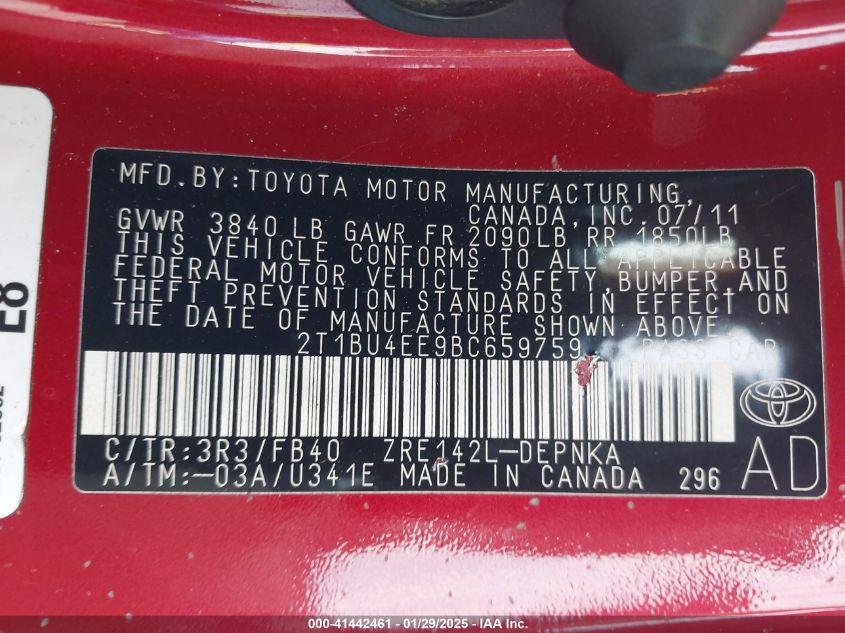 MFD.BY:TOYOTA MOTOR MANUFACTURING,
CANADA,INC.07/11
GVWR 3840 LB GAWR FR 2090LB RR 1850LB
THIS VEHICLE CONFORMS TO ALL APPLICABLE
FEDERAL MOTOR VEHICLE SAFETY,BUMPER,AND
THEFT PREVENTION STANDARDS IN EFFECT ON
THE DATE OF MANUFACTURE SHOWN ABOVE.
2T1BU4EE9BC659759 PASS.CAR
C/TR:3R3/FB40 ZRE142L-DEPNKA
A/TM:-03A/U341E MADE IN CANADA 296
AD
E8
000-41442461 - 01/29/2025 - © IAA, Inc.